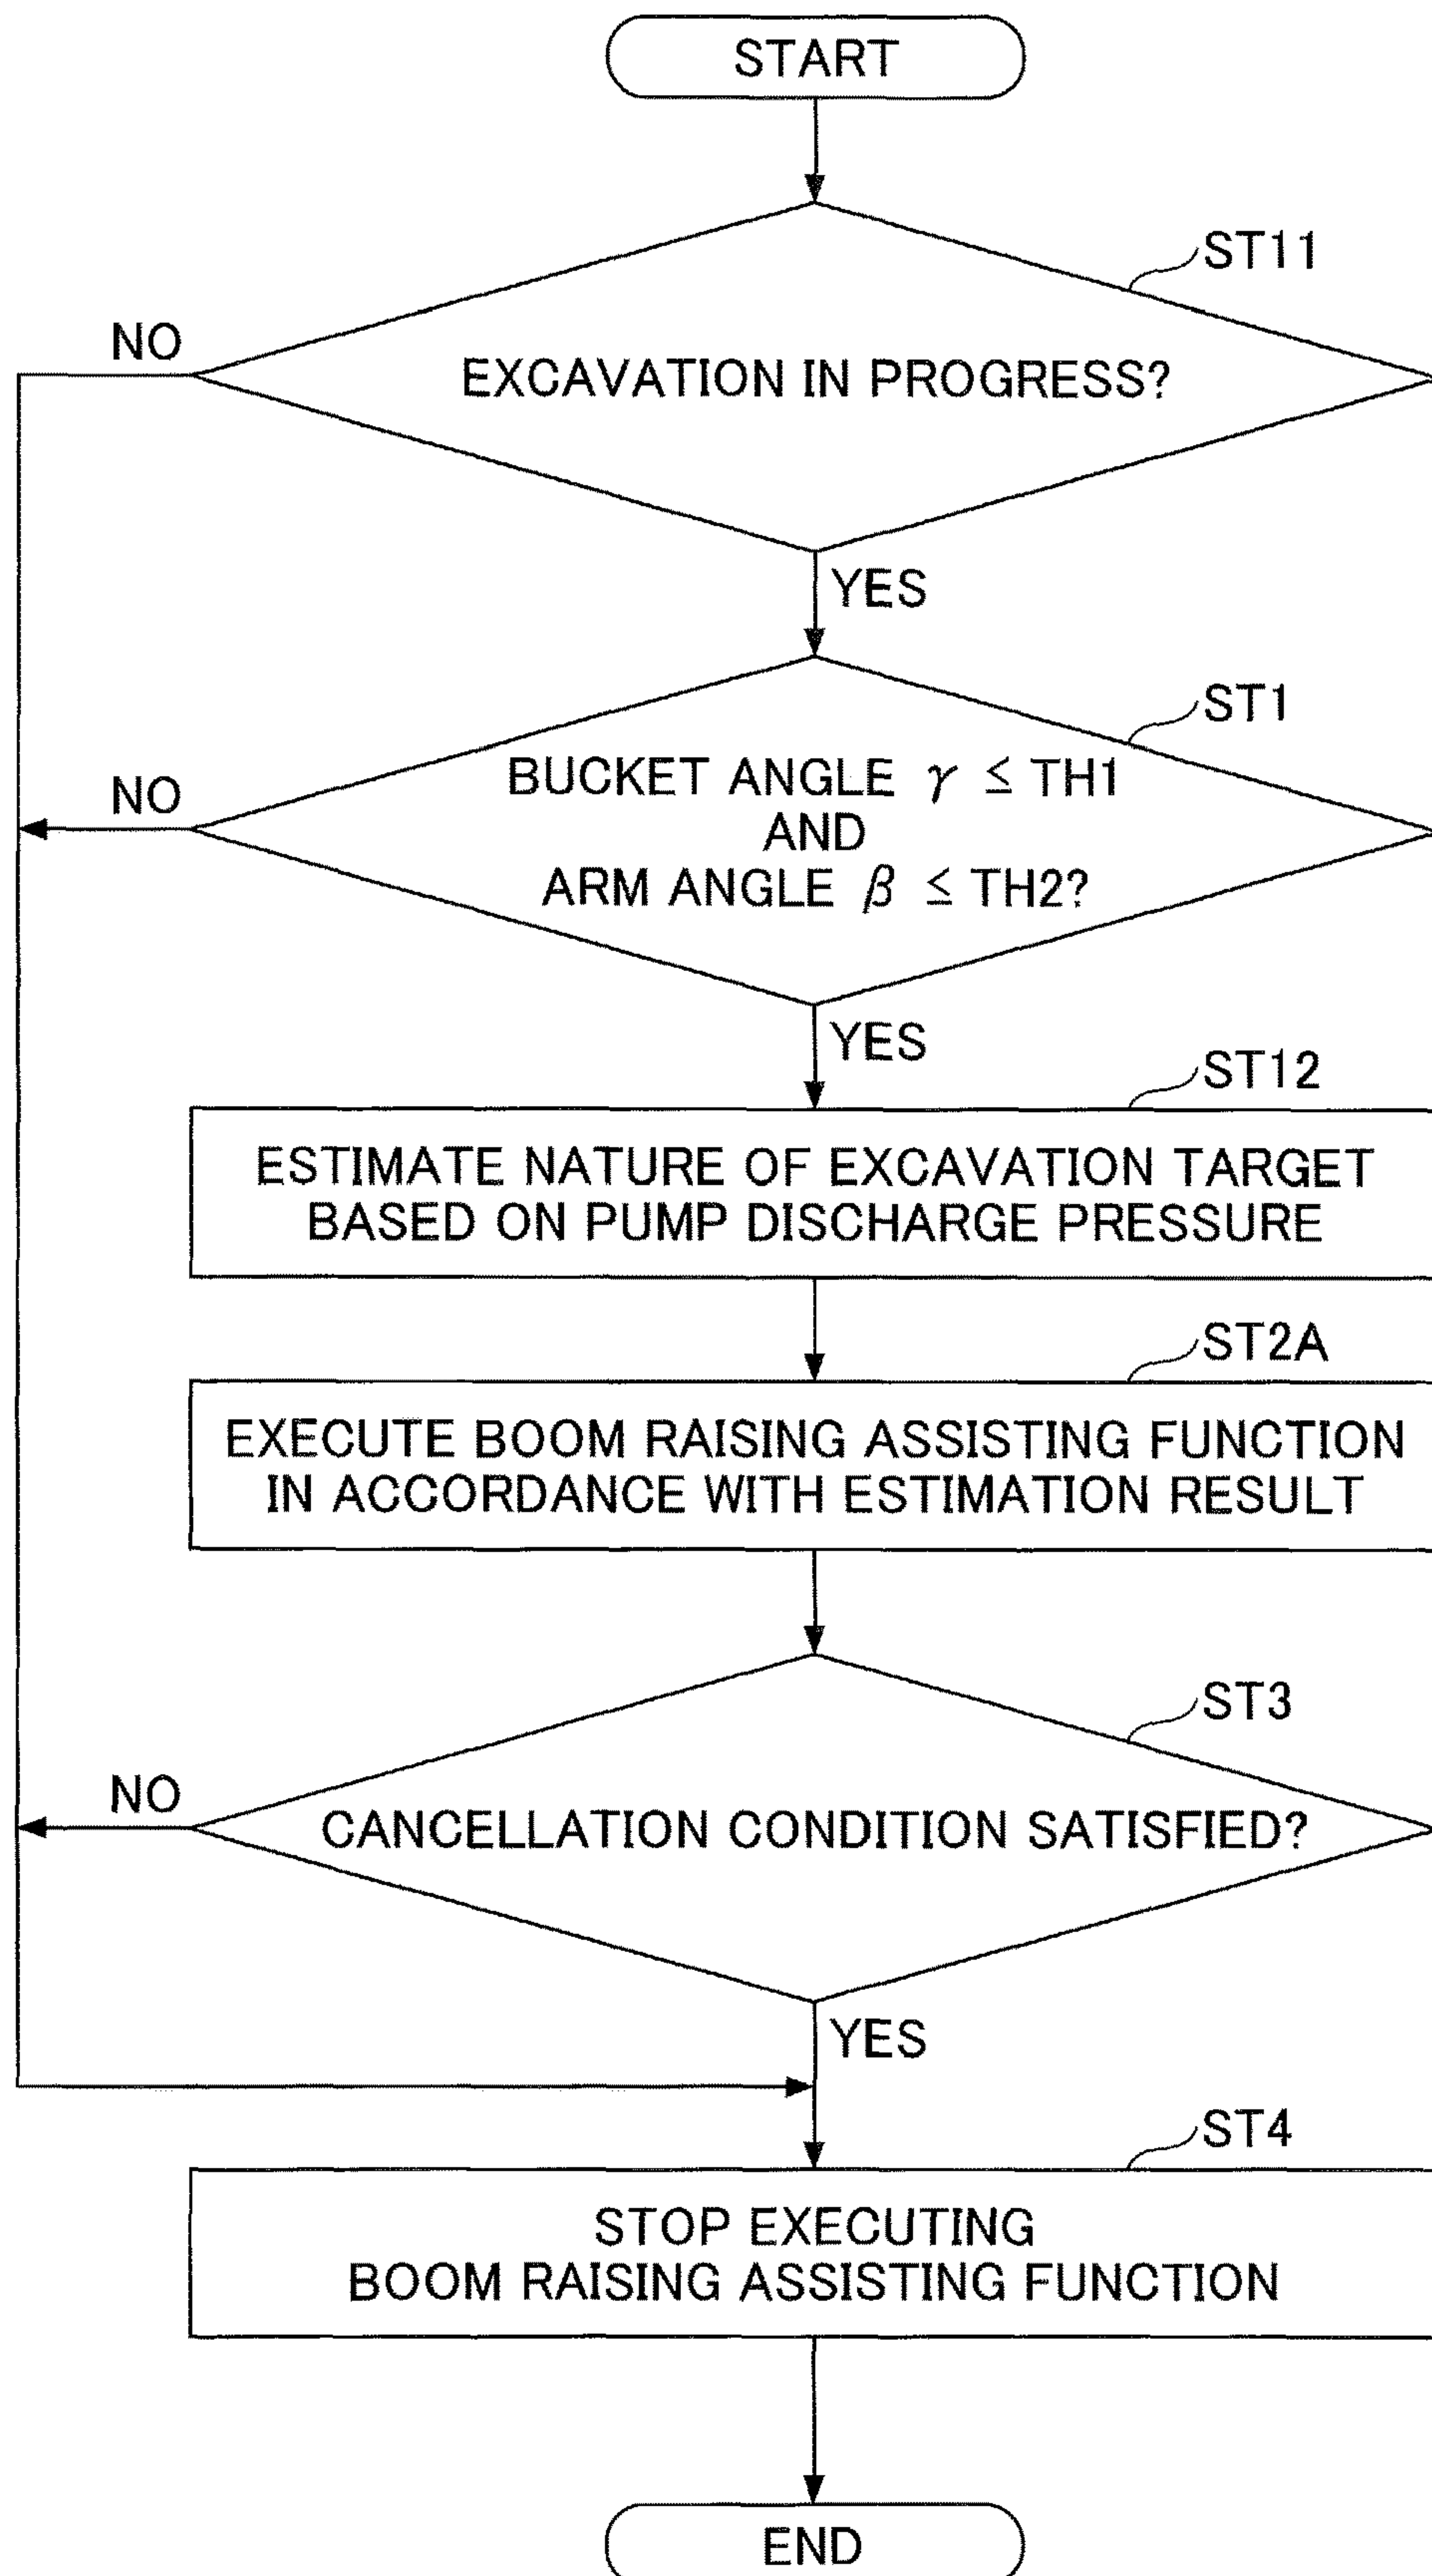 START
ST11
NO
EXCAVATION IN PROGRESS?
YES
ST1
NO
BUCKET ANGLE γ ≤ TH1
AND
ARM ANGLE β ≤ TH2?
YES
ST12
ESTIMATE NATURE OF EXCAVATION TARGET
BASED ON PUMP DISCHARGE PRESSURE
ST2A
EXECUTE BOOM RAISING ASSISTING FUNCTION
IN ACCORDANCE WITH ESTIMATION RESULT
ST3
NO
CANCELLATION CONDITION SATISFIED?
YES
ST4
STOP EXECUTING
BOOM RAISING ASSISTING FUNCTION
END